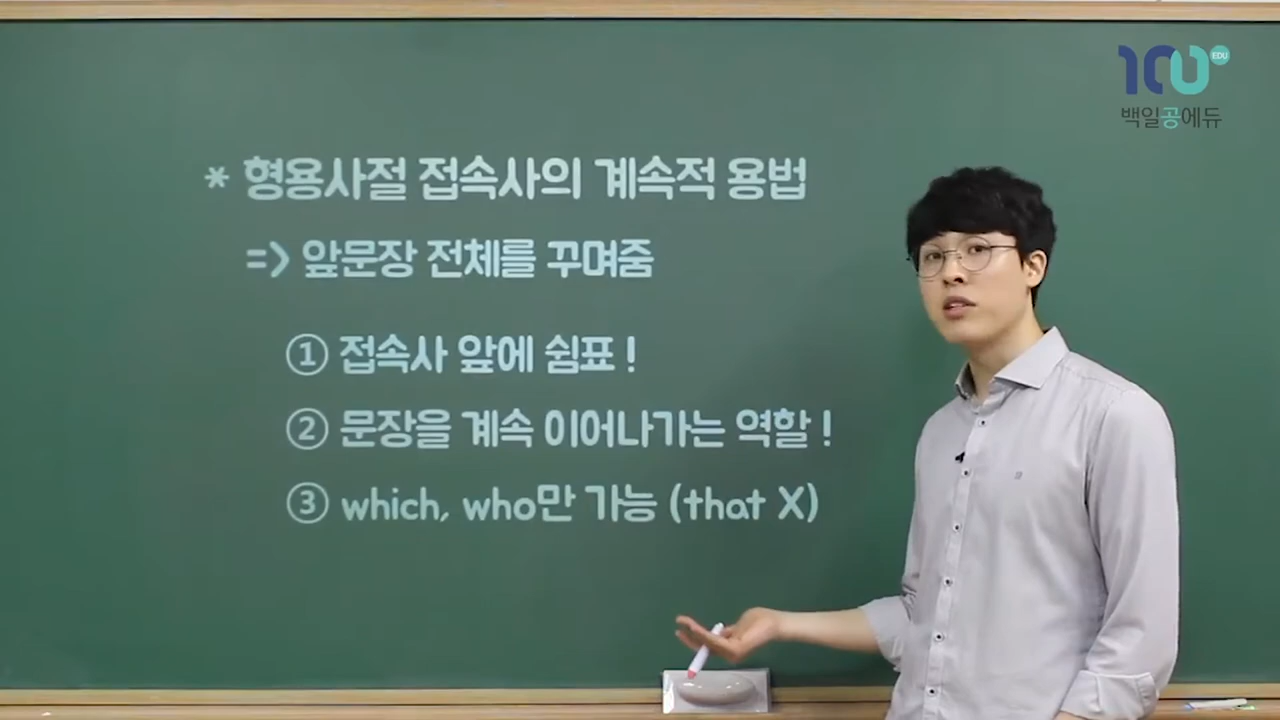 100 EDU
백일공에듀
* 형용사절 접속사의 계속적 용법
=> 앞문장 전체를 꾸며줌
① 접속사 앞에 쉼표 !
② 문장을 계속 이어나가는 역할 !
③ which, who만 가능 (that X)